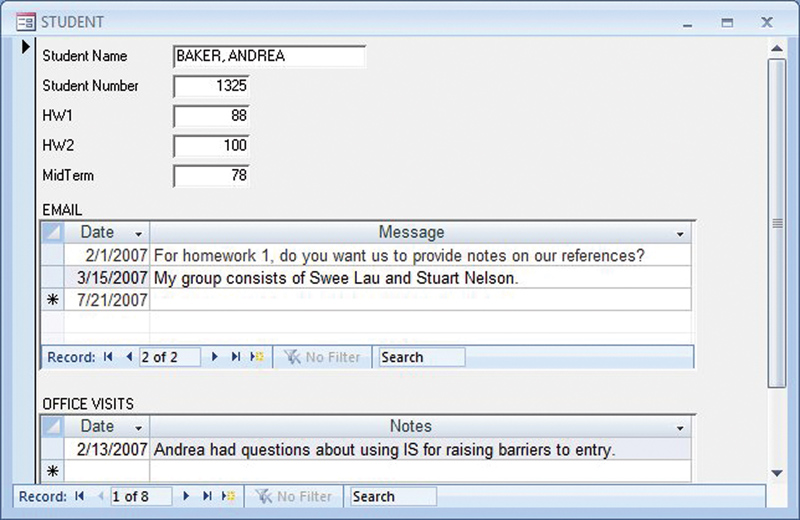 STUDENT
Student Name BAKER, ANDREA
Student Number 1325
HW1 88
HW2 100
MidTerm 78
EMAIL
Date Message
2/1/2007 For homework 1, do you want us to provide notes on our references?
3/15/2007 My group consists of Swee Lau and Stuart Nelson.
* 7/21/2007
Record: 2 of 2 No Filter Search
OFFICE VISITS
Date Notes
2/13/2007 Andrea had questions about using IS for raising barriers to entry.
*
Record: 1 of 8 No Filter Search